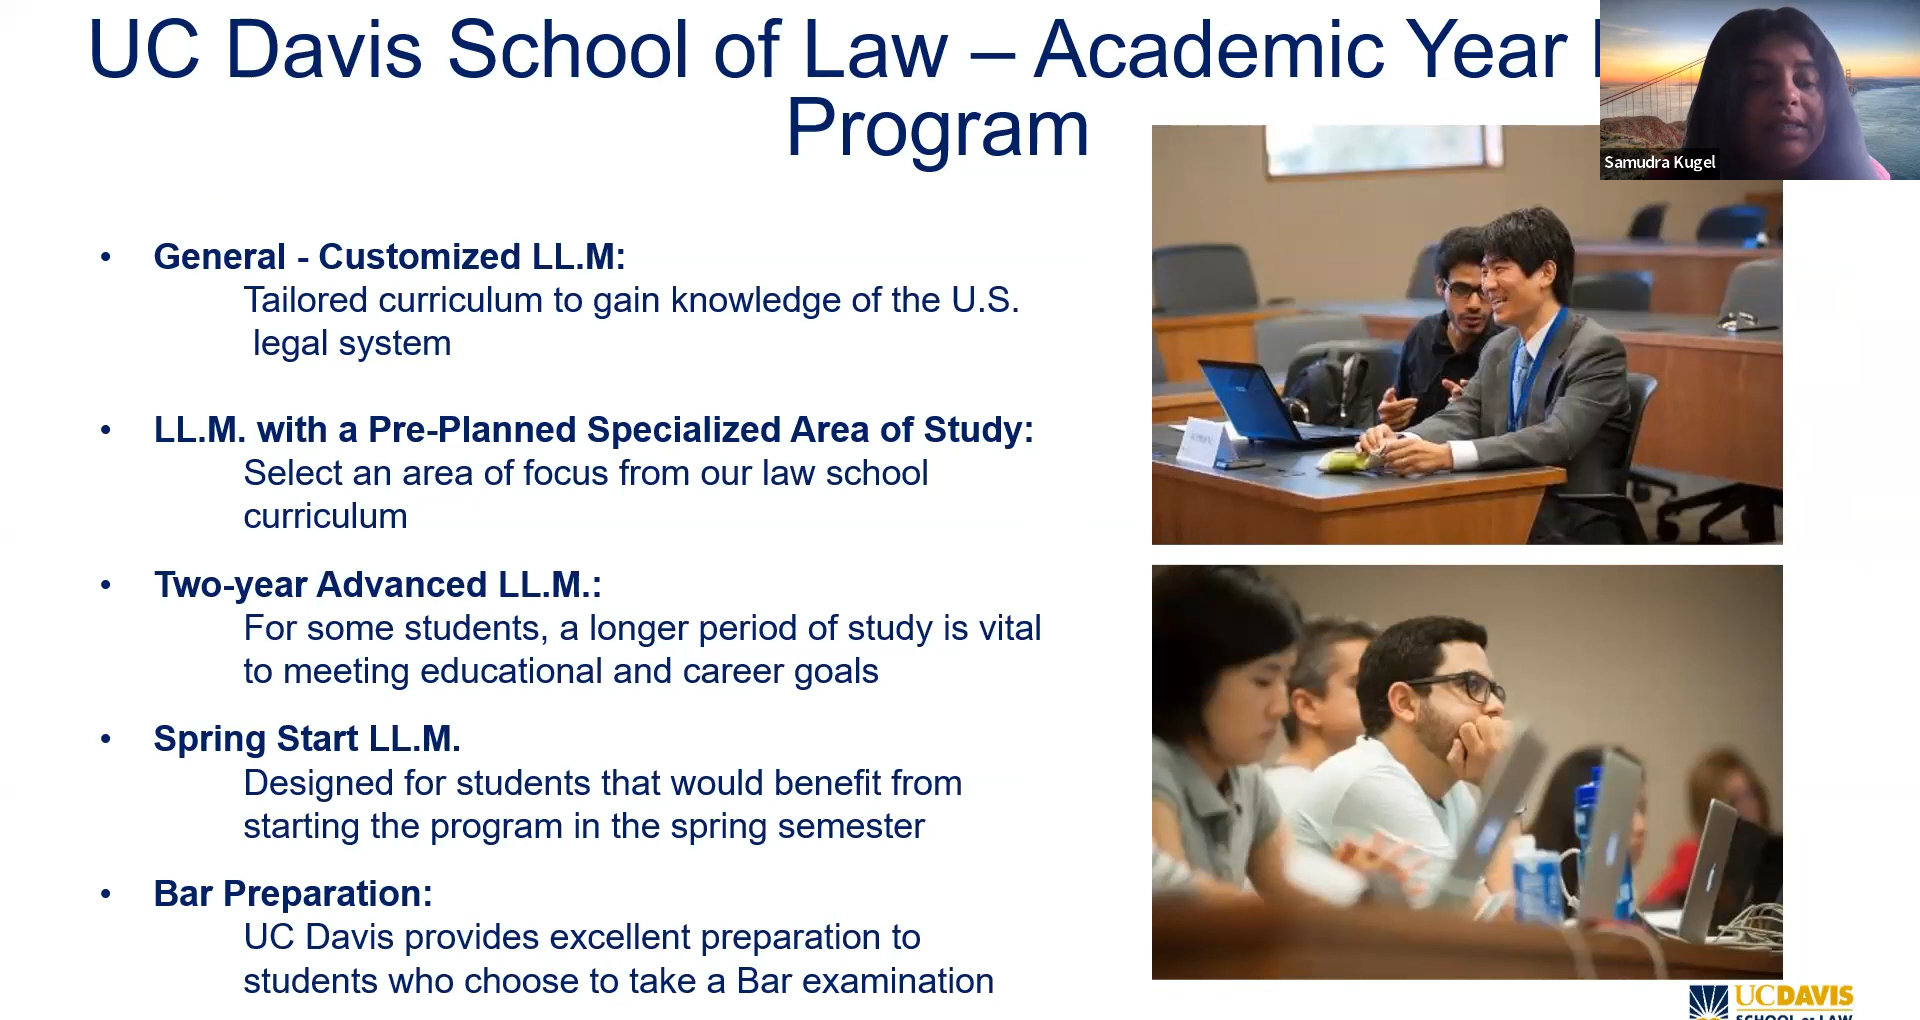 UC Davis School of Law – Academic Year
Program
Samudra Kugel
• General - Customized LL.M:
Tailored curriculum to gain knowledge of the U.S.
legal system
• LL.M. with a Pre-Planned Specialized Area of Study:
Select an area of focus from our law school
curriculum
• Two-year Advanced LL.M.:
For some students, a longer period of study is vital
to meeting educational and career goals
• Spring Start LL.M.
Designed for students that would benefit from
starting the program in the spring semester
• Bar Preparation:
UC Davis provides excellent preparation to
students who choose to take a Bar examination
UCDAVIS
SCHOOL OF LAW